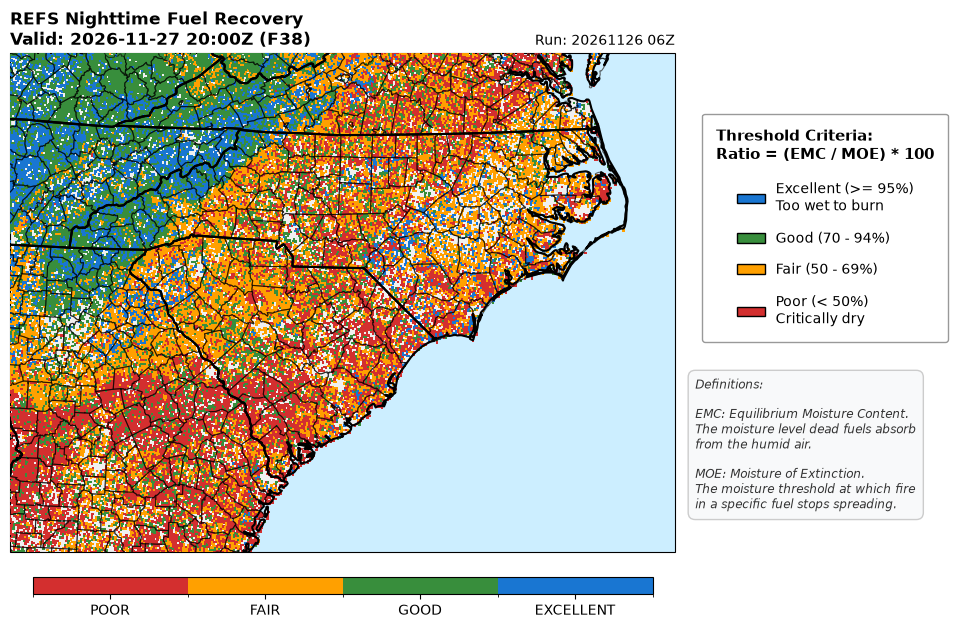 REFS Nighttime Fuel Recovery
Valid: 2026-11-27 20:00Z (F38)
Run: 20261126 06Z
Threshold Criteria:
Ratio = (EMC / MOE) * 100
Excellent (>= 95%)
Too wet to burn
Good (70 - 94%)
Fair (50 - 69%)
Poor (< 50%)
Critically dry
Definitions:
EMC: Equilibrium Moisture Content.
The moisture level dead fuels absorb
from the humid air.
MOE: Moisture of Extinction.
The moisture threshold at which fire
in a specific fuel stops spreading.
POOR
FAIR
GOOD
EXCELLENT